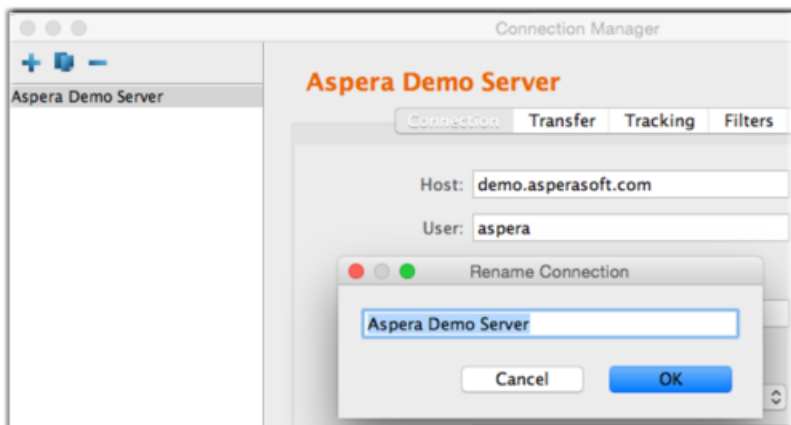 Connection Manager
Aspera Demo Server
Aspera Demo Server
Connection Transfer Tracking Filters
Host: demo.asperasoft.com
User: aspera
Rename Connection
Aspera Demo Server
Cancel OK